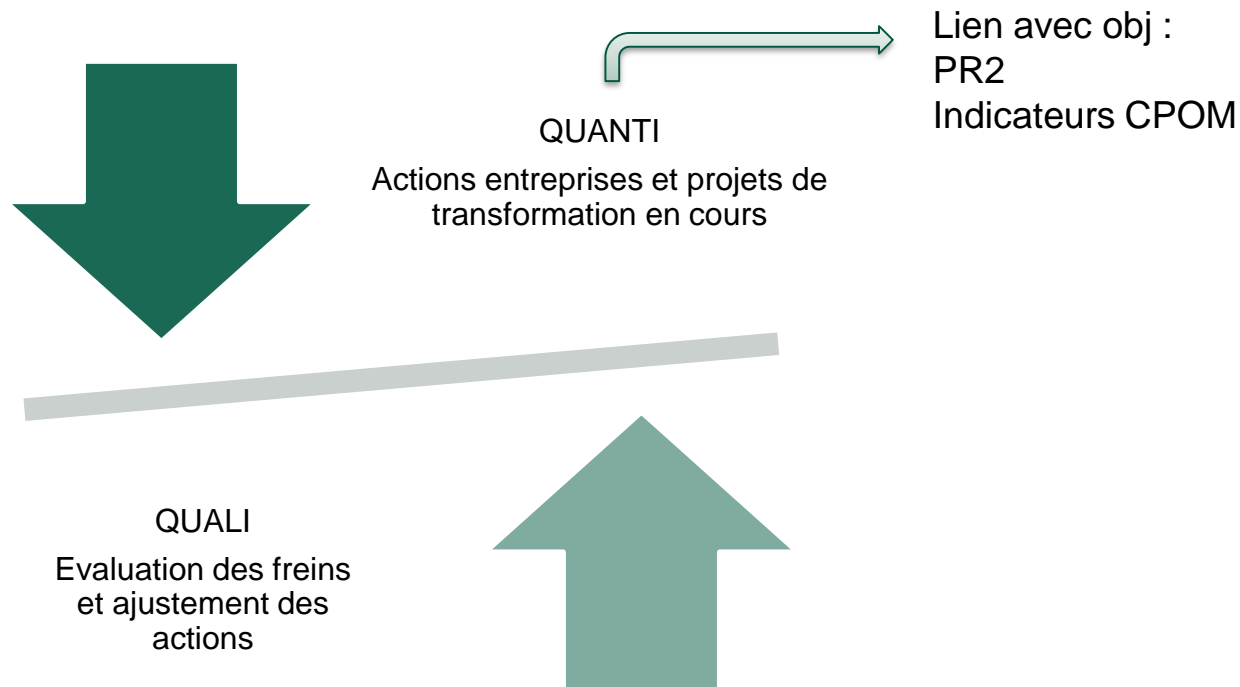 Lien avec obj :
PR2
Indicateurs CPOM
QUANTI
Actions entreprises et projets de
transformation en cours
QUALI
Evaluation des freins
et ajustement des
actions